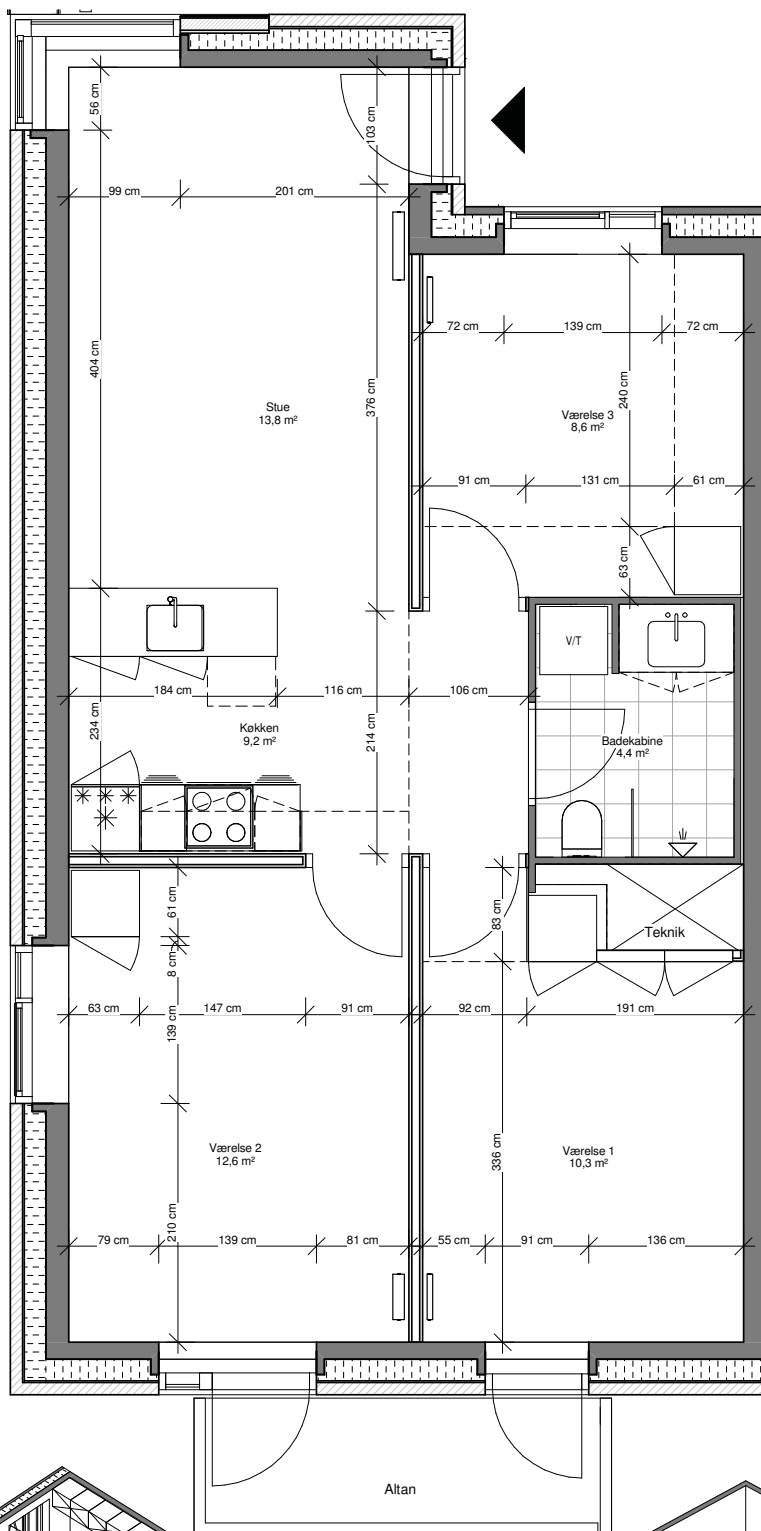 56 cm
103 cm
99 cm
201 cm
404 cm
376 cm
72 cm
139 cm
72 cm
240 cm
Stue
13,8 m²
Værelse 3
8,6 m²
91 cm
131 cm
61 cm
63 cm
V/T
184 cm
116 cm
106 cm
234 cm
214 cm
Køkken
9,2 m²
Badekabine
4,4 m²
61 cm
83 cm
Teknik
8 cm
63 cm
147 cm
91 cm
92 cm
191 cm
139 cm
336 cm
Værelse 2
12,6 m²
Værelse 1
10,3 m²
210 cm
79 cm
139 cm
81 cm
55 cm
91 cm
136 cm
Altan